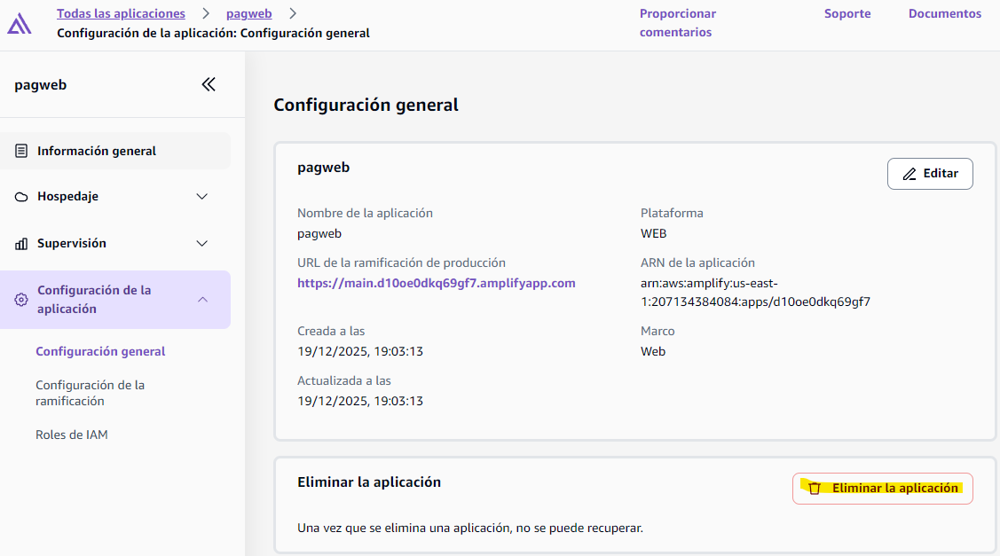 Todas las aplicaciones > pagweb >
Configuración de la aplicación: Configuración general
Proporcionar
comentarios
Soporte
Documentos
pagweb
Información general
Hospedaje
Supervisión
Configuración de la
aplicación
Configuración general
Configuración de la
ramificación
Roles de IAM
Configuración general
pagweb
Editar
Nombre de la aplicación
pagweb
Plataforma
WEB
URL de la ramificación de producción
https://main.d10oe0dkq69gf7.amplifyapp.com
ARN de la aplicación
arn:aws:amplify:us-east-
1:207134384084:apps/d10oe0dkq69gf7
Creada a las
19/12/2025, 19:03:13
Marco
Web
Actualizada a las
19/12/2025, 19:03:13
Eliminar la aplicación
Eliminar la aplicación
Una vez que se elimina una aplicación, no se puede recuperar.